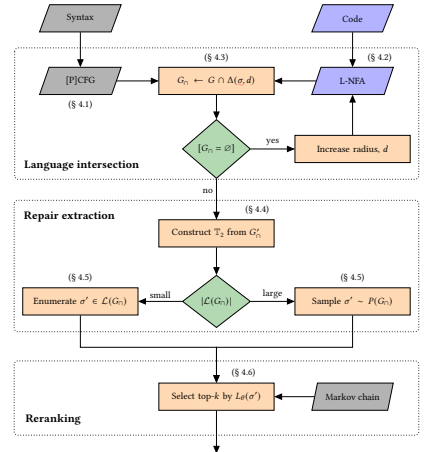 Syntax
Code
(§ 4.3)
(§ 4.2)
[P]CFG
G∩ ← G ∩ Δ(σ, d)
L-NFA
(§ 4.1)
[G∩ = ∅]
yes
Increase radius, d
Language intersection
no
Repair extraction
(§ 4.4)
Construct 𝕋₂ from G′∩
(§ 4.5)
(§ 4.5)
Enumerate σ′ ∈ ℒ(G∩)
small
|ℒ(G∩)|
large
Sample σ′ ∼ P(G∩)
(§ 4.6)
Select top-k by Lθ(σ′)
Markov chain
Reranking